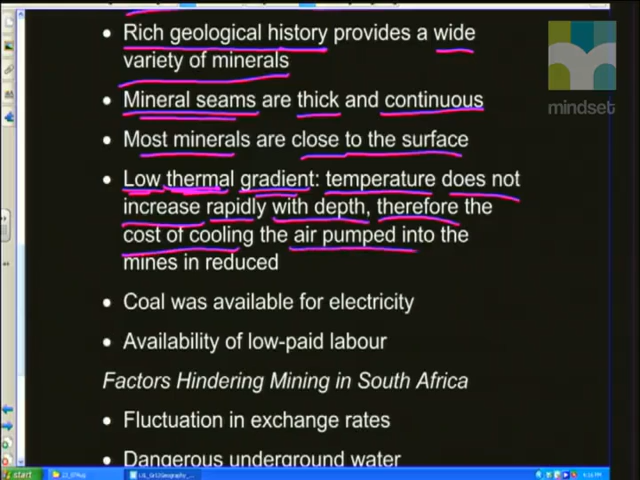 • Rich geological history provides a wide
variety of minerals
• Mineral seams are thick and continuous
• Most minerals are close to the surface
• Low thermal gradient: temperature does not
increase rapidly with depth, therefore the
cost of cooling the air pumped into the
mines in reduced
• Coal was available for electricity
• Availability of low-paid labour
Factors Hindering Mining in South Africa
• Fluctuation in exchange rates
• Dangerous underground water
mindset
start